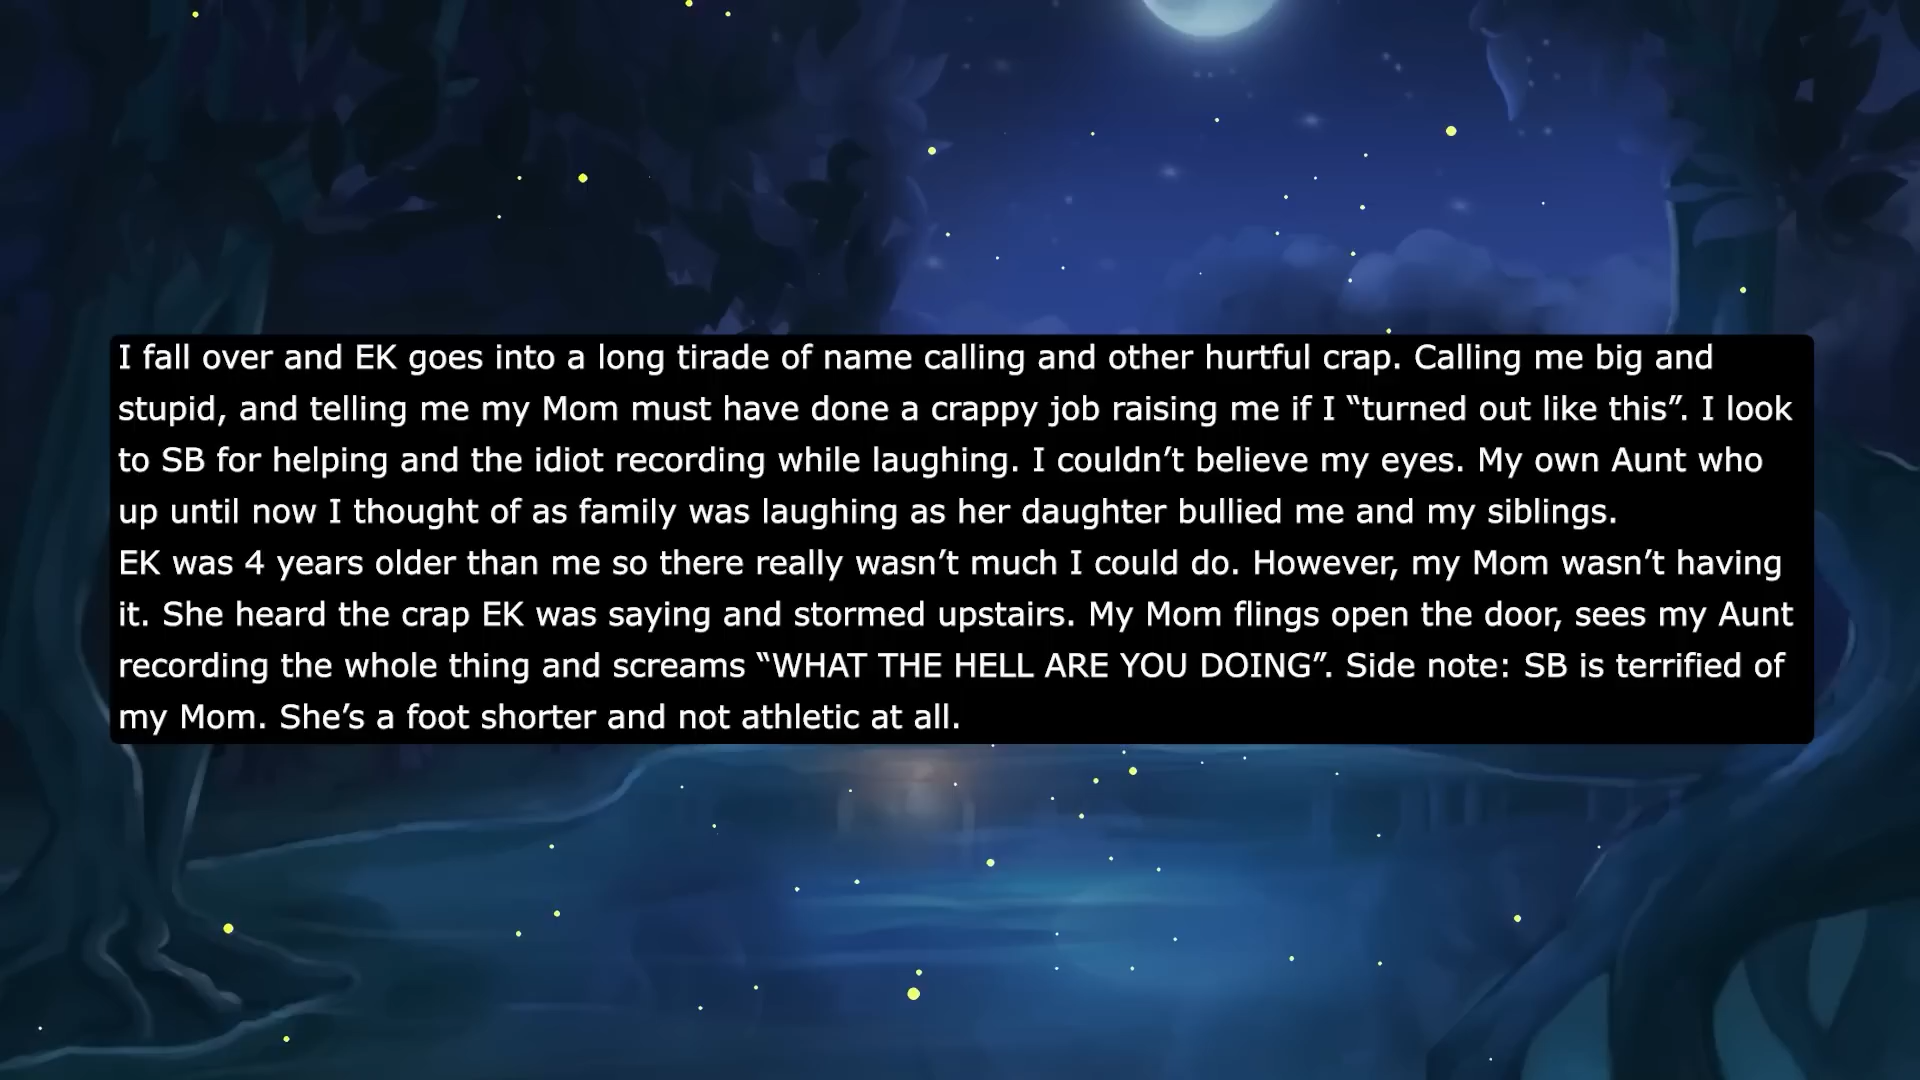 I fall over and EK goes into a long tirade of name calling and other hurtful crap. Calling me big and
stupid, and telling me my Mom must have done a crappy job raising me if I “turned out like this”. I look
to SB for helping and the idiot recording while laughing. I couldn’t believe my eyes. My own Aunt who
up until now I thought of as family was laughing as her daughter bullied me and my siblings.
EK was 4 years older than me so there really wasn’t much I could do. However, my Mom wasn’t having
it. She heard the crap EK was saying and stormed upstairs. My Mom flings open the door, sees my Aunt
recording the whole thing and screams “WHAT THE HELL ARE YOU DOING”. Side note: SB is terrified of
my Mom. She’s a foot shorter and not athletic at all.